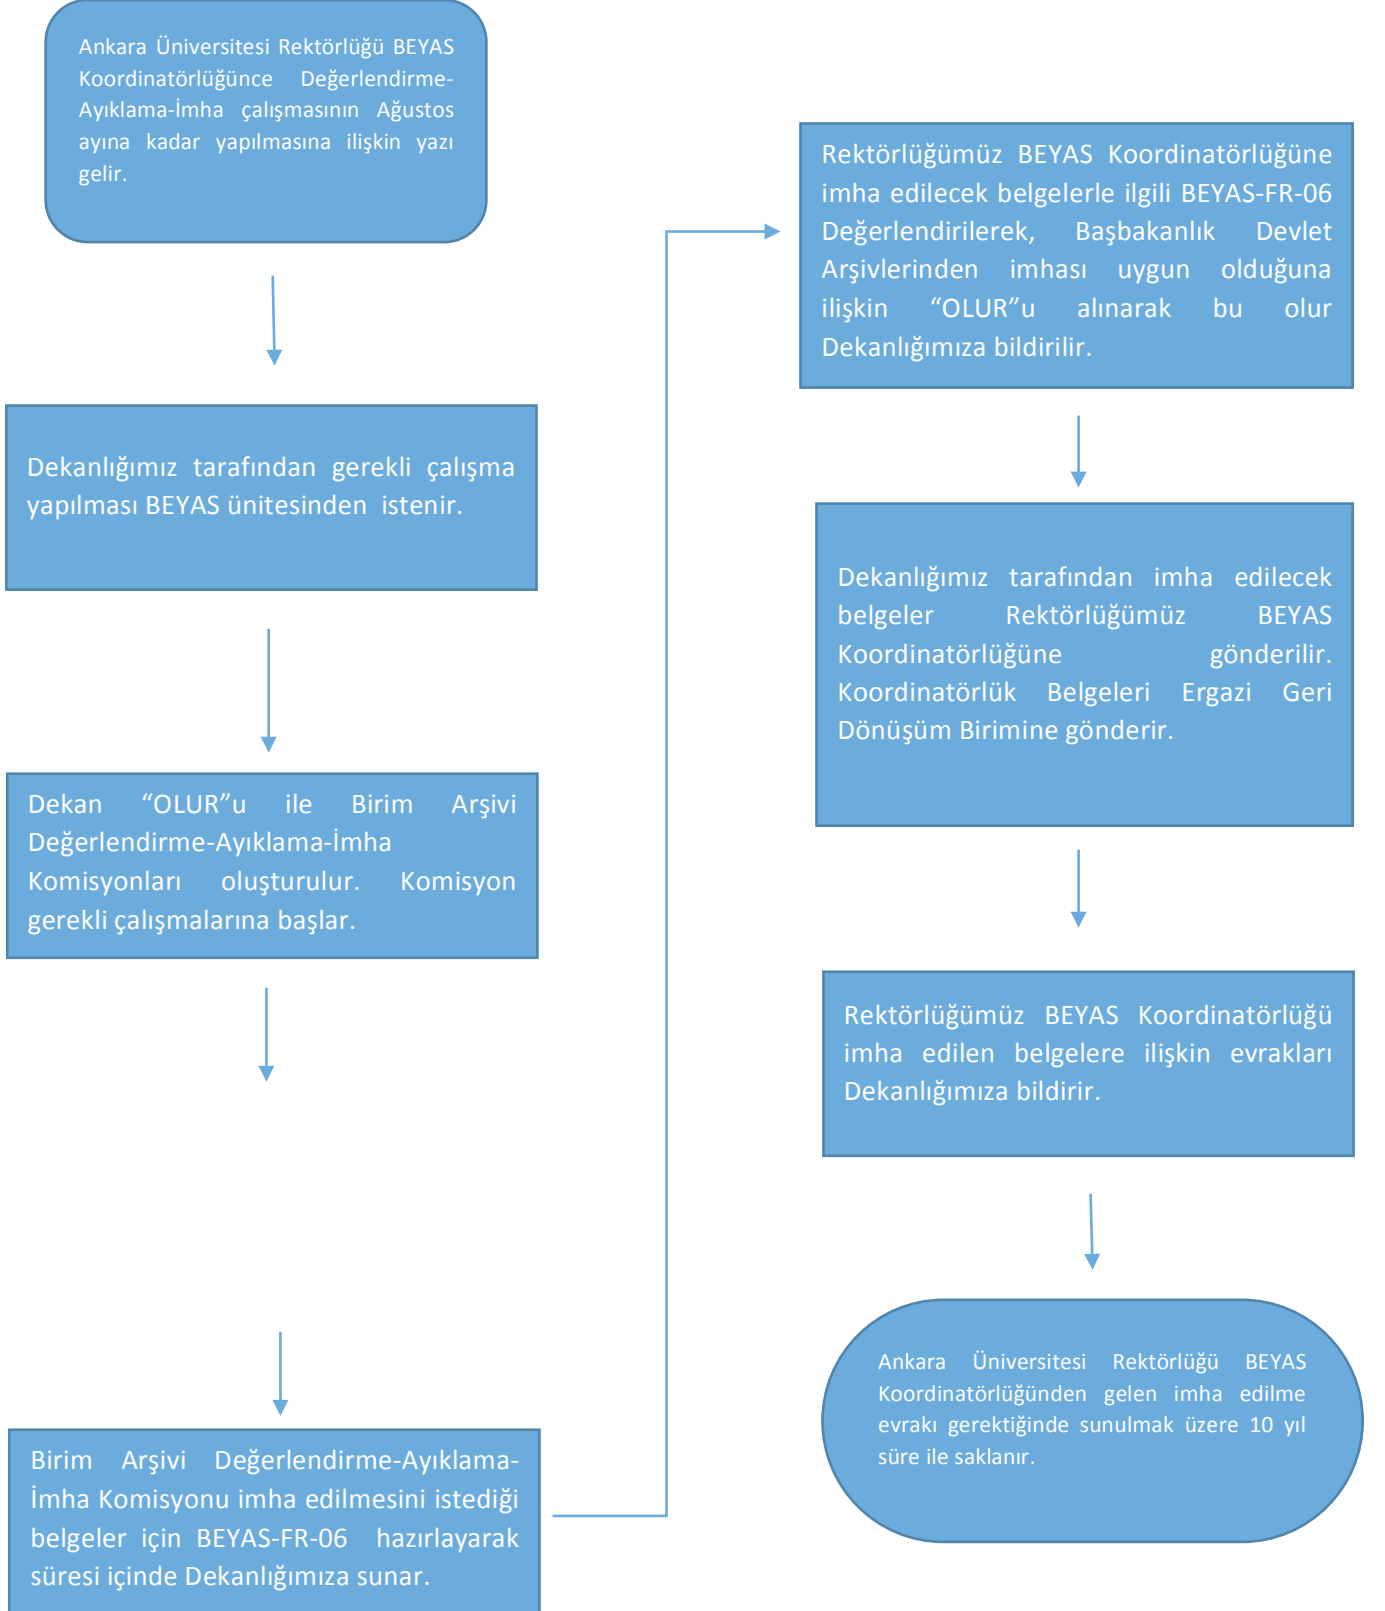 Ankara Üniversitesi Rektörlüğü BEYAS
Koordinatörlüğünce Değerlendirme-
Ayıklama-İmha çalışmasının Ağustos
ayına kadar yapılmasına ilişkin yazı
gelir.
Dekanlığımız tarafından gerekli çalışma
yapılması BEYAS ünitesinden istenir.
Dekan “OLUR”u ile Birim Arşivi
Değerlendirme-Ayıklama-İmha
Komisyonları oluşturulur. Komisyon
gerekli çalışmalarına başlar.
Birim Arşivi Değerlendirme-Ayıklama-
İmha Komisyonu imha edilmesini istediği
belgeler için BEYAS-FR-06 hazırlayarak
süresi içinde Dekanlığımıza sunar.
Rektörlüğümüz BEYAS Koordinatörlüğüne
imha edilecek belgelerle ilgili BEYAS-FR-06
Değerlendirilerek, Başbakanlık Devlet
Arşivlerinden imhası uygun olduğuna
ilişkin “OLUR”u alınarak bu olur
Dekanlığımıza bildirilir.
Dekanlığımız tarafından imha edilecek
belgeler Rektörlüğümüz BEYAS
Koordinatörlüğüne gönderilir.
Koordinatörlük Belgeleri Ergazi Geri
Dönüşüm Birimine gönderir.
Rektörlüğümüz BEYAS Koordinatörlüğü
imha edilen belgelere ilişkin evrakları
Dekanlığımıza bildirir.
Ankara Üniversitesi Rektörlüğü BEYAS
Koordinatörlüğünden gelen imha edilme
evrakı gerektiğinde sunulmak üzere 10 yıl
süre ile saklanır.